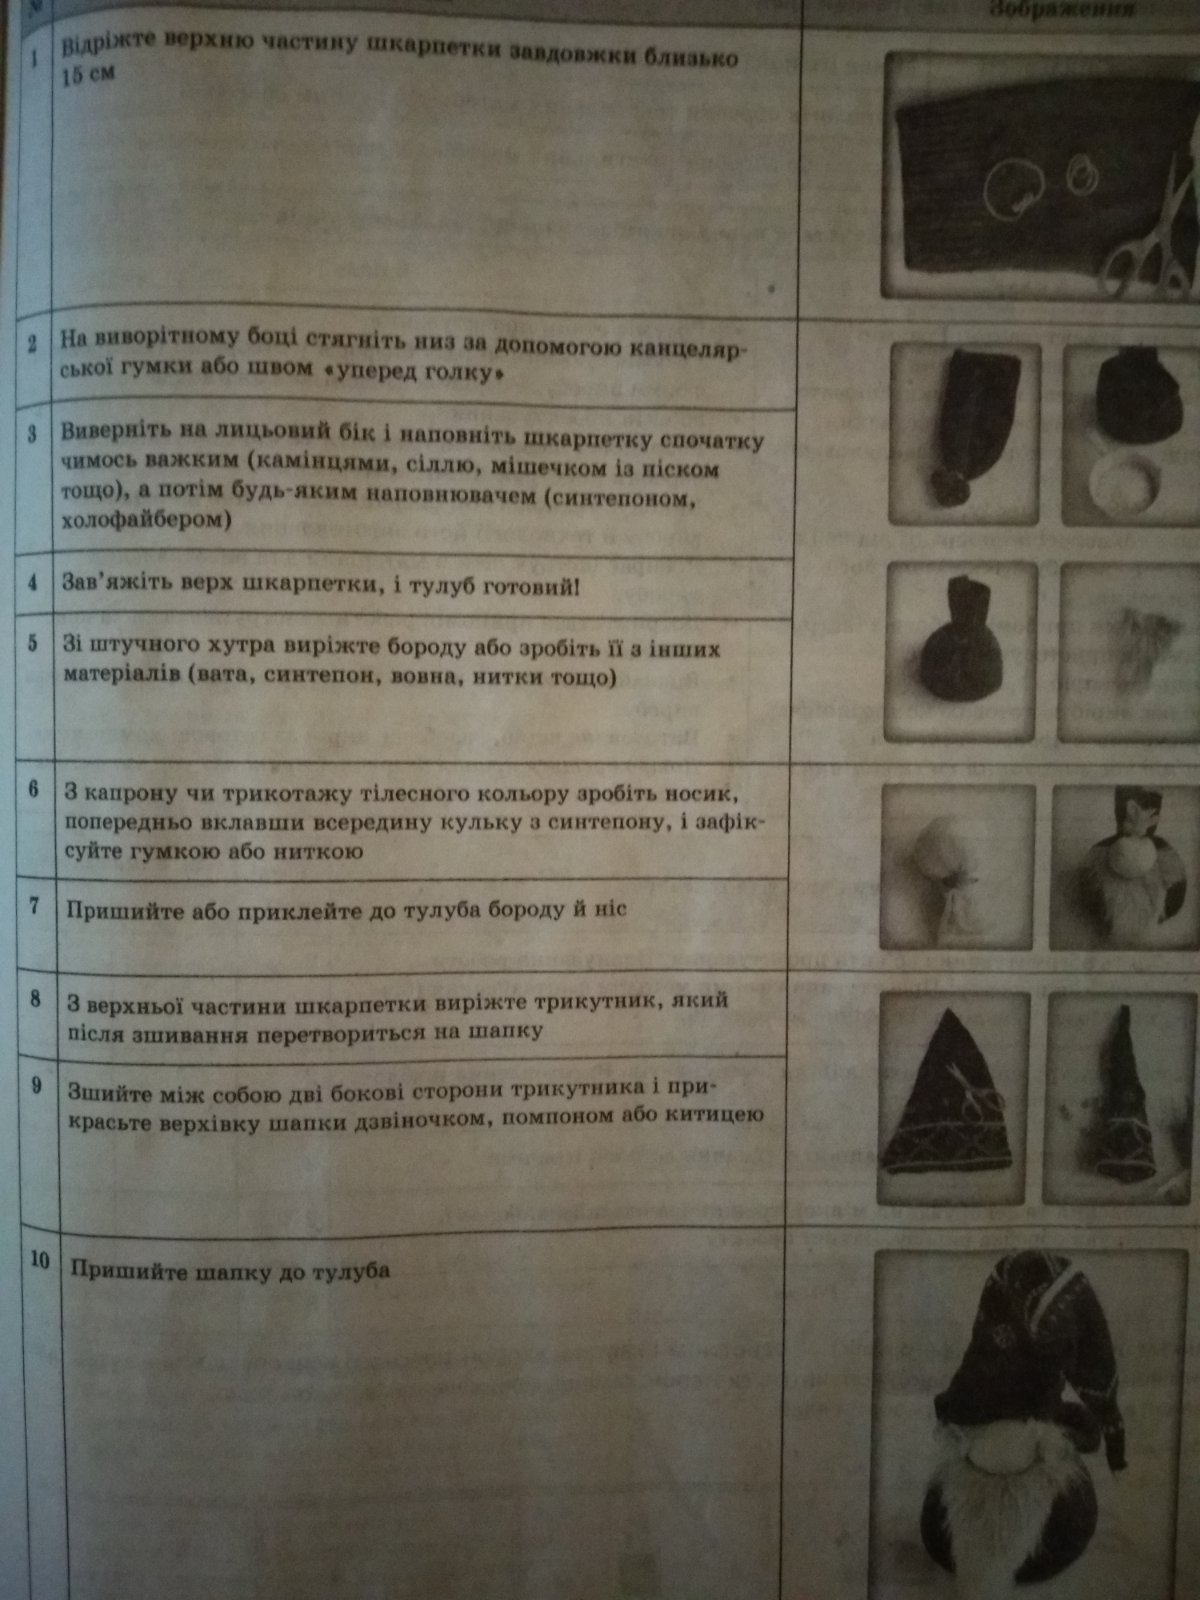 №
Зображення
1 Відріжте верхню частину шкарпетки завдовжки близько
15 см
2 На виворітному боці стягніть низ за допомогою канцеляр-
ської гумки або швом «уперед голку»
3 Виверніть на лицьовий бік і наповніть шкарпетку спочатку
чимось важким (камінцями, сіллю, мішечком із піском
тощо), а потім будь-яким наповнювачем (синтепоном,
холофайбером)
4 Зав’яжіть верх шкарпетки, і тулуб готовий!
5 Зі штучного хутра виріжте бороду або зробіть її з інших
матеріалів (вата, синтепон, вовна, нитки тощо)
6 З капрону чи трикотажу тілесного кольору зробіть носик,
попередньо вклавши всередину кульку з синтепону, і зафік-
суйте гумкою або ниткою
7 Пришийте або приклейте до тулуба бороду й ніс
8 З верхньої частини шкарпетки виріжте трикутник, який
після зшивання перетвориться на шапку
9 Зшийте між собою дві бокові сторони трикутника і при-
красьте верхівку шапки дзвіночком, помпоном або китицею
10 Пришийте шапку до тулуба